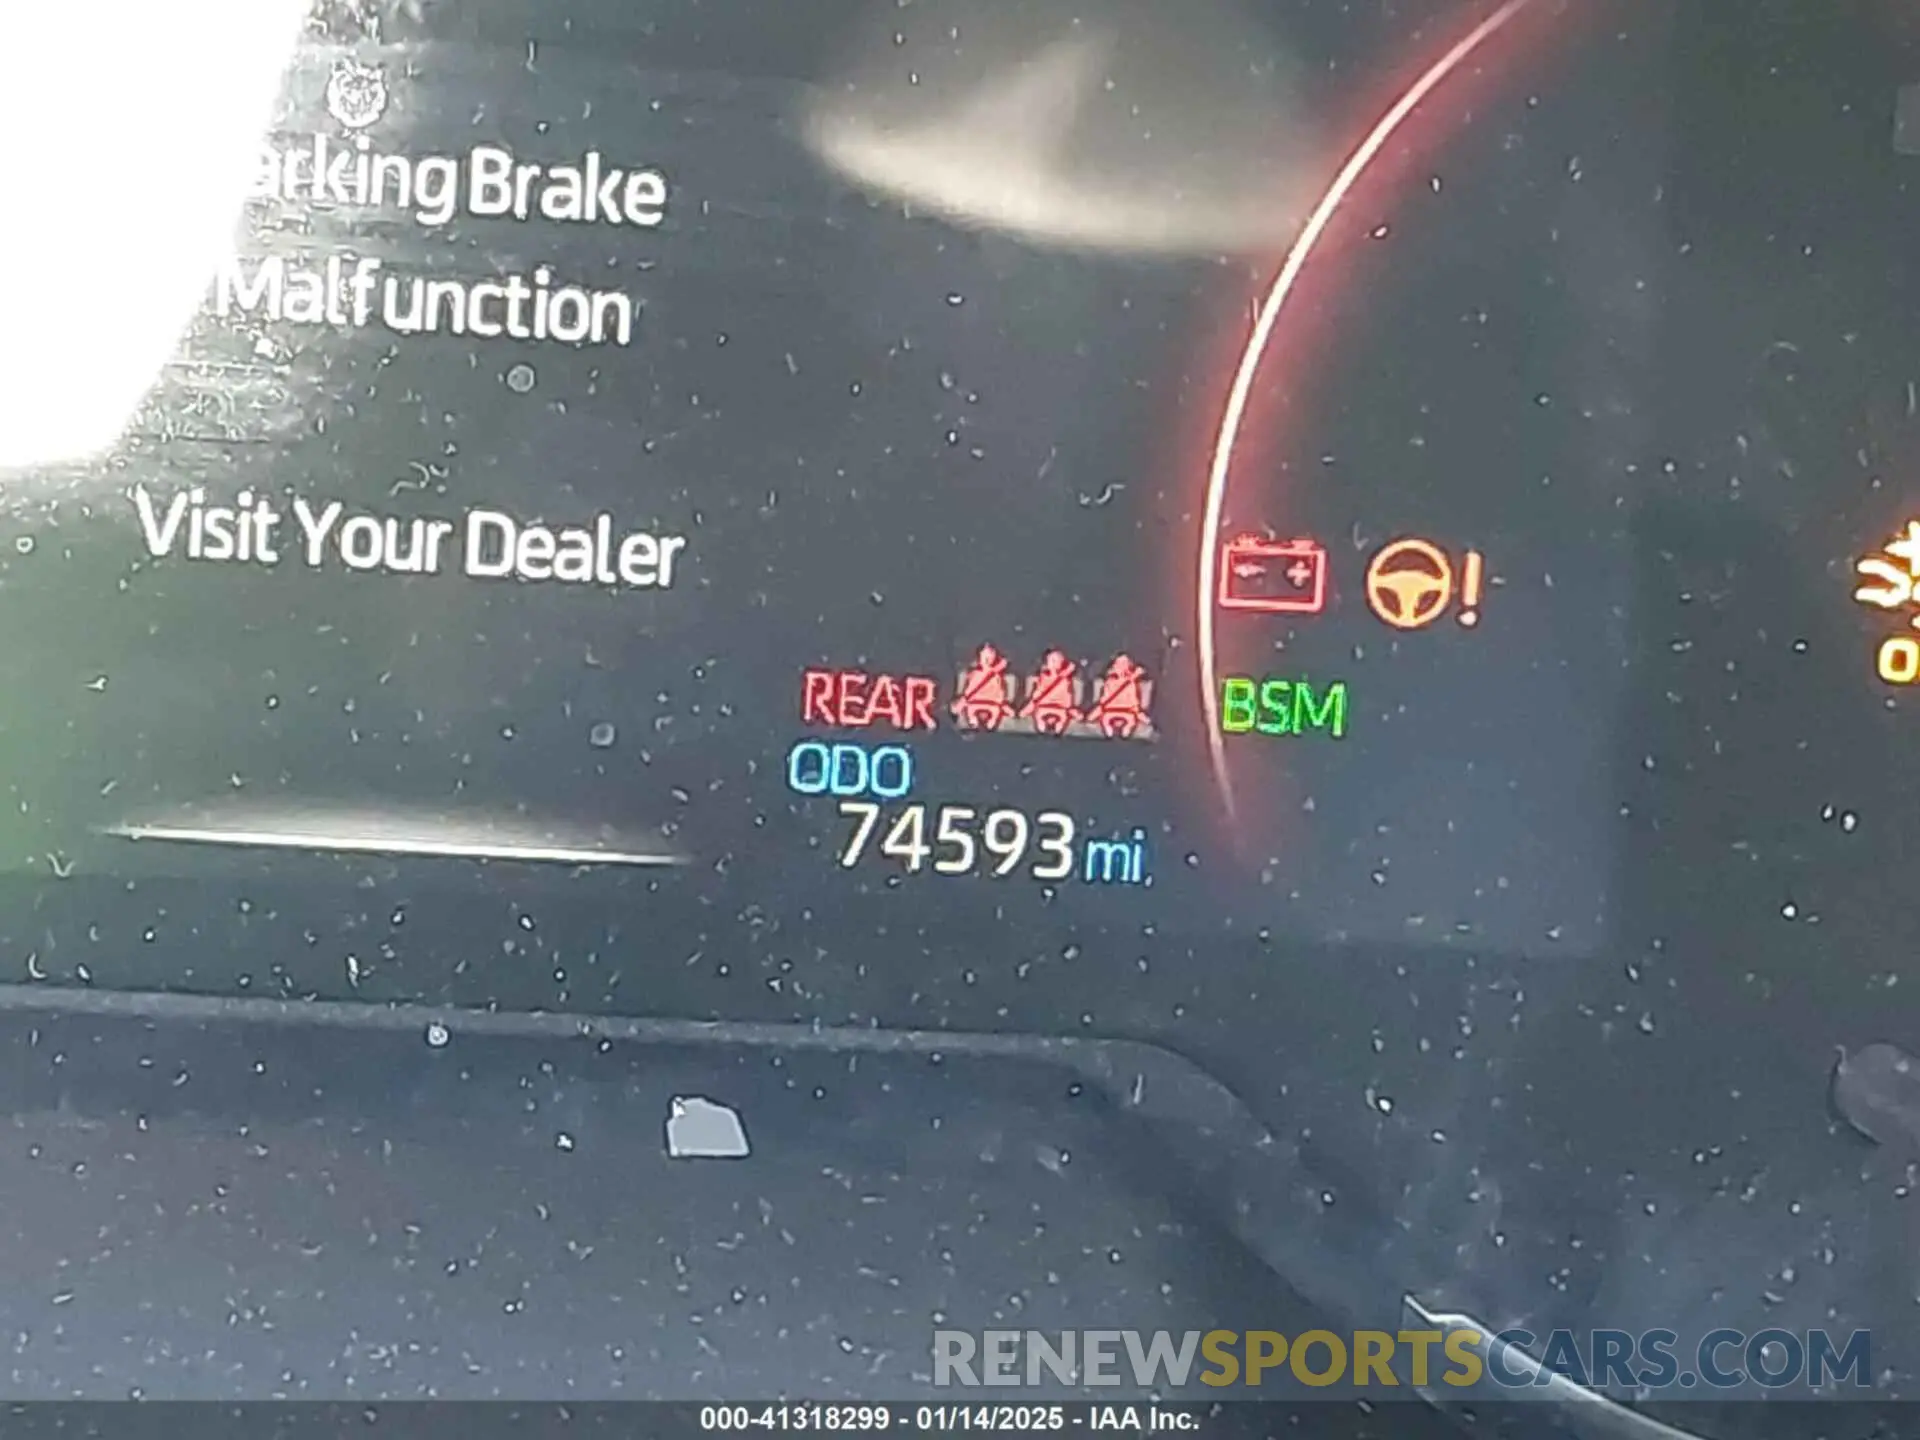 arking Brake
Malfunction
Visit Your Dealer
REAR
BSM
ODO
74593 mi.
RENEWSPORTSCARS.COM
000-41318299 - 01/14/2025 - IAA Inc.